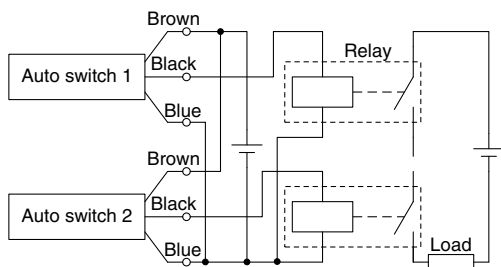 Brown
Relay
Auto switch 1
Black
Blue
Brown
Auto switch 2
Black
Blue
Load